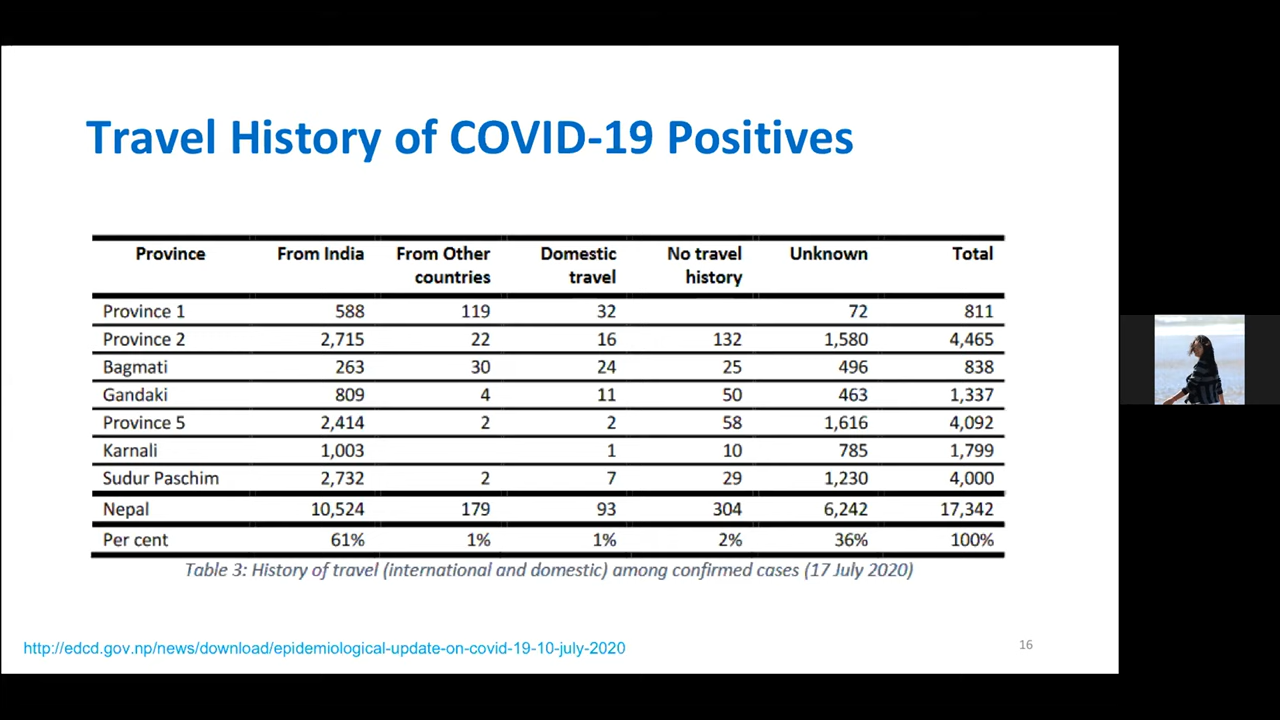 Travel History of COVID-19 Positives
Province From India From Other countries Domestic travel No travel history Unknown Total
Province 1 588 119 32 72 811
Province 2 2,715 22 16 132 1,580 4,465
Bagmati 263 30 24 25 496 838
Gandaki 809 4 11 50 463 1,337
Province 5 2,414 2 2 58 1,616 4,092
Karnali 1,003 1 10 785 1,799
Sudur Paschim 2,732 2 7 29 1,230 4,000
Nepal 10,524 179 93 304 6,242 17,342
Per cent 61% 1% 1% 2% 36% 100%
Table 3: History of travel (international and domestic) among confirmed cases (17 July 2020)
http://edcd.gov.np/news/download/epidemiological-update-on-covid-19-10-july-2020
16